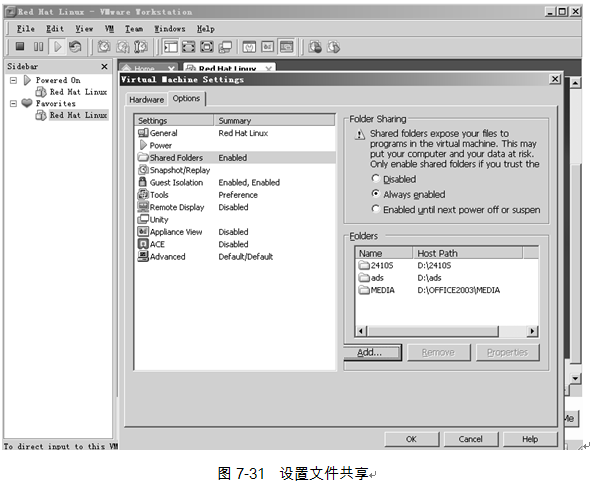 Red Hat Linux - VMware Workstation
File Edit View VM Team Windows Help
Sidebar
Powered On
Red Hat Linux
Favorites
Red Hat Linux
Home
Red Hat Linux
Virtual Machine Settings
Hardware Options
Settings Summary
General Red Hat Linux
Power
Shared Folders Enabled
Snapshot/Replay
Guest Isolation Enabled, Enabled
Tools Preference
Remote Display Disabled
Unity
Appliance View Disabled
ACE Disabled
Advanced Default/Default
Folder Sharing
Shared folders expose your files to
programs in the virtual machine. This may
put your computer and your data at risk.
Only enable shared folders if you trust the
Disabled
Always enabled
Enabled until next power off or suspen
Folders
Name Host Path
2410S D:\2410S
ads D:\ads
MEDIA D:\OFFICE2003\MEDIA
Add... Remove Properties
OK Cancel Help
Me
To direct input to this VM
图 7-31 设置文件共享